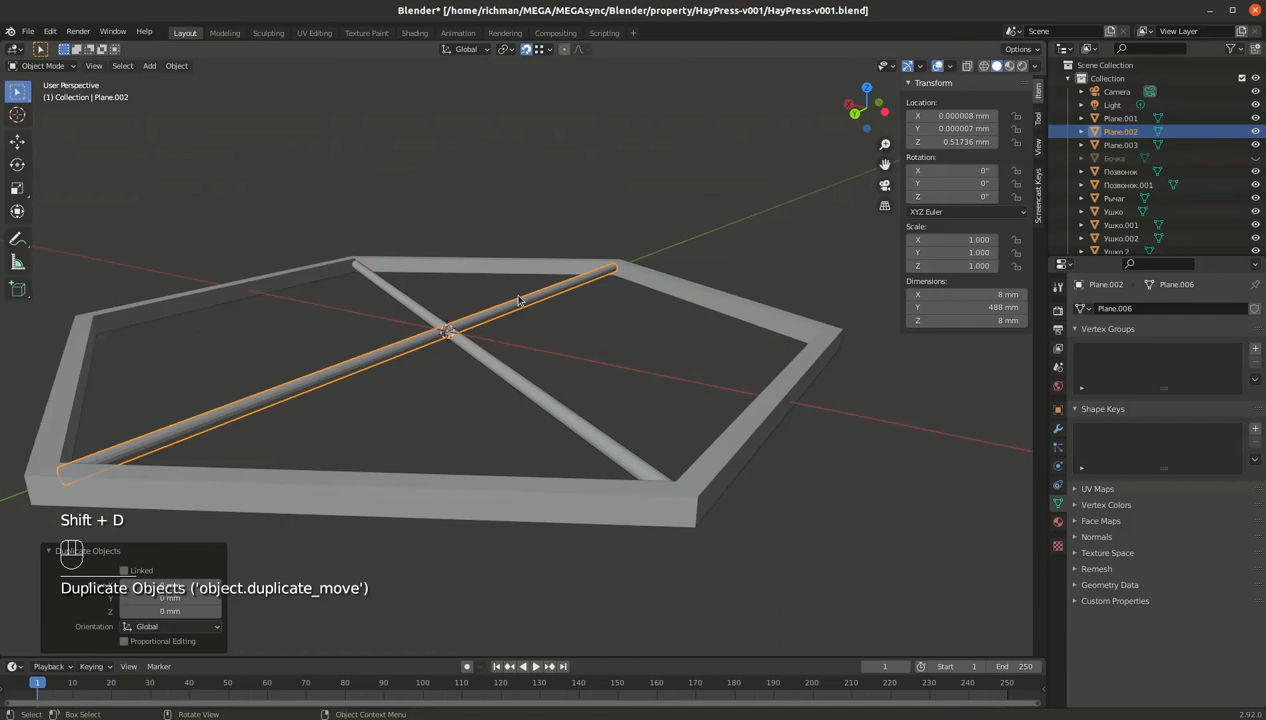 Blender* [/home/richman/MEGA/MEGAsync/Blender/property/HayPress-v001/HayPress-v001.blend]
File Edit Render Window Help Layout Modeling Sculpting UV Editing Texture Paint Shading Animation Rendering Compositing Scripting + Scene View Layer
Global Options
Object Mode View Select Add Object
User Perspective
(1) Collection | Plane.002
Z
X
Y
Transform
Location:
X 0.000008 mm
Y 0.000007 mm
Z 0.51736 mm
Rotation:
X 0°
Y 0°
Z 0°
XYZ Euler
Scale:
X 1.000
Y 1.000
Z 1.000
Dimensions:
X 8 mm
Y 488 mm
Z 8 mm
Item
Tool
View
Screencast Keys
Scene Collection
Collection
Camera
Light
Plane.001
Plane.002
Plane.003
Бочка
Позвонок
Позвонок.001
Рычаг
Ушко
Ушко.001
Ушко.002
Ушко.2
Plane.002 Plane.006
Plane.006
Vertex Groups
Shape Keys
UV Maps
Vertex Colors
Face Maps
Normals
Texture Space
Remesh
Geometry Data
Custom Properties
Shift + D
Duplicate Objects
Linked
0 mm
Duplicate Objects ('object.duplicate_move')
Y 0 mm
Z 0 mm
Orientation Global
Proportional Editing
Playback Keying View Marker 1 Start 1 End 250
1 10 20 30 40 50 60 70 80 90 100 110 120 130 140 150 160 170 180 190 200 210 220 230 240 250
Select Box Select Rotate View Object Context Menu 2.92.0